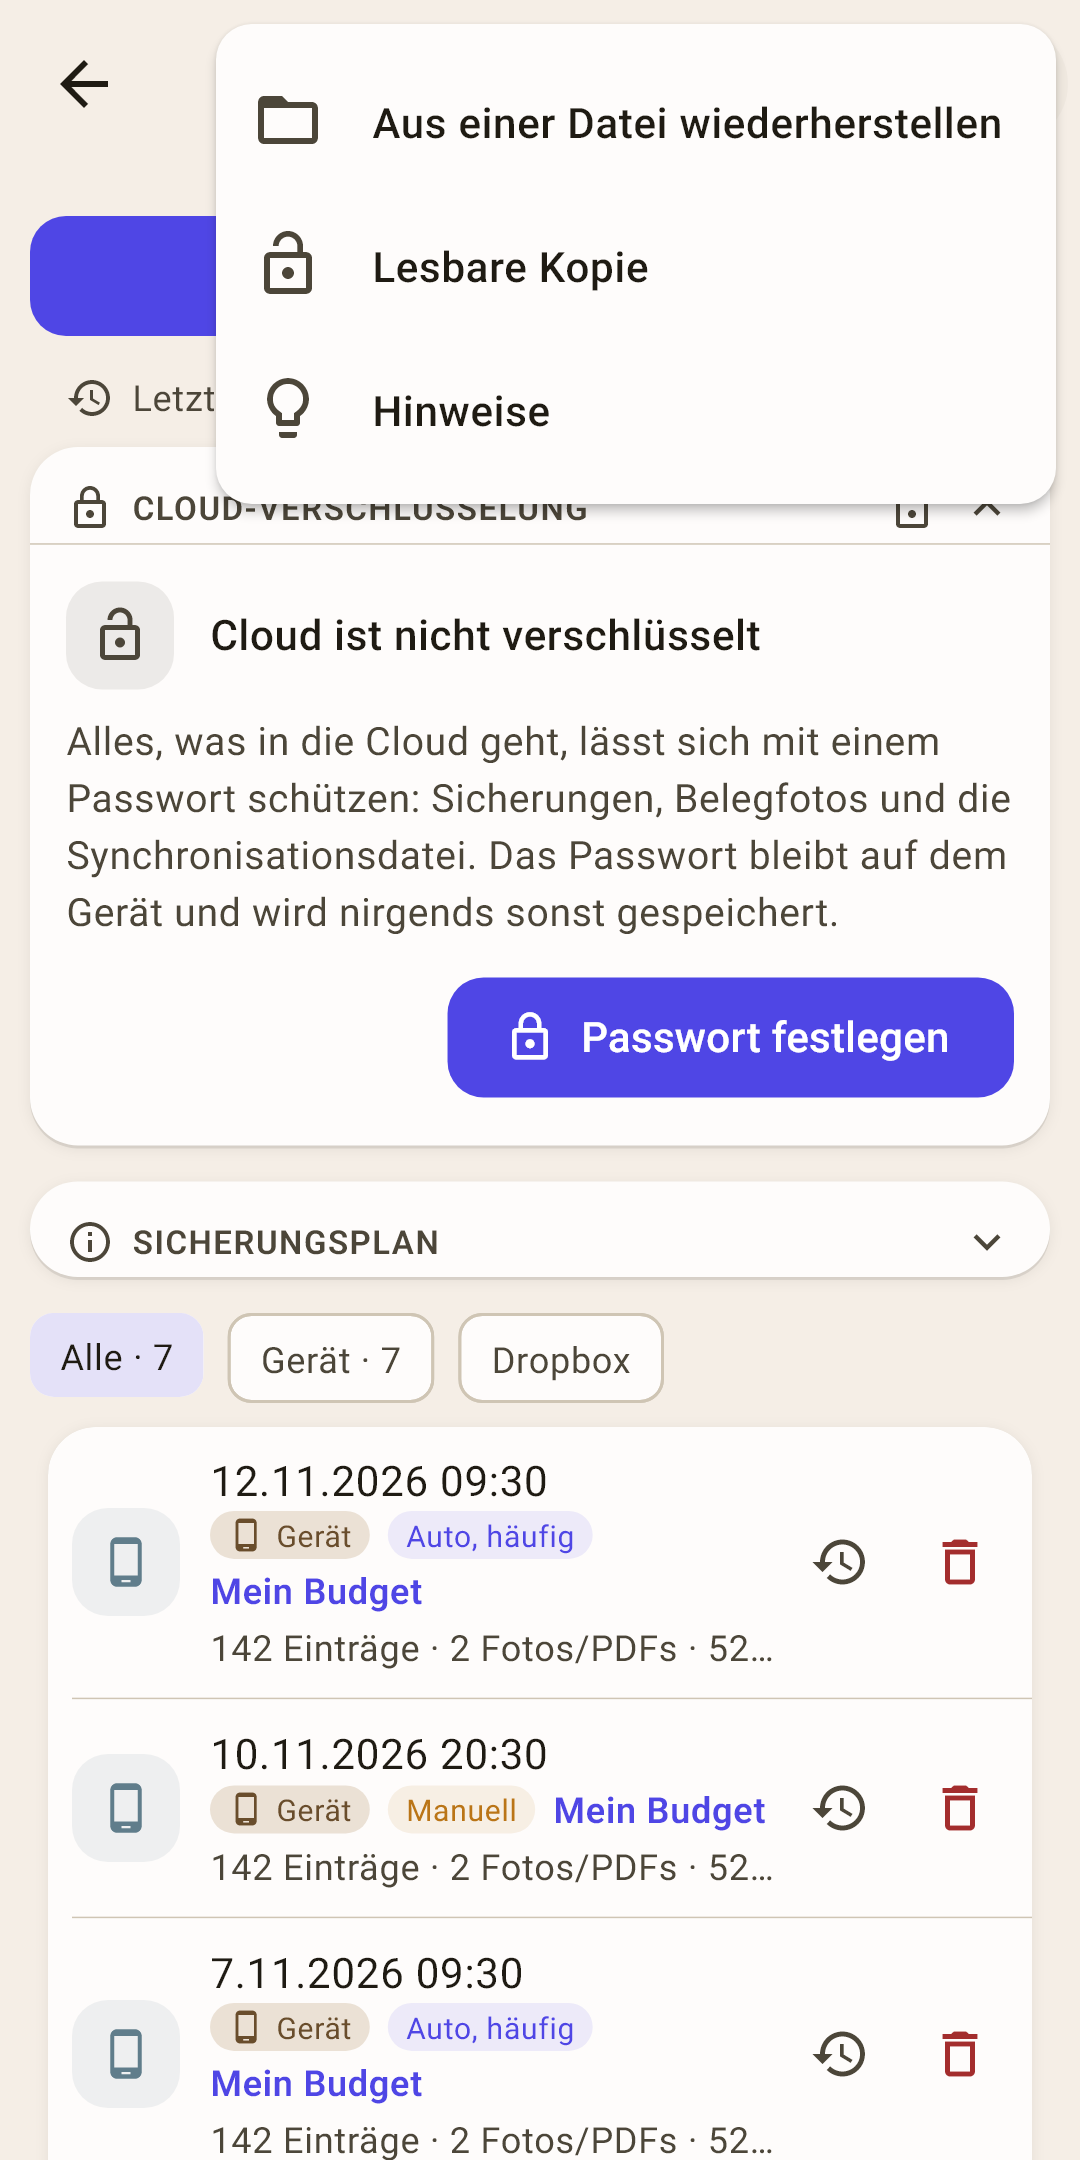 Aus einer Datei wiederherstellen
Lesbare Kopie
Hinweise
Letzt
CLOUD-VERSCHLÜSSELUNG
Cloud ist nicht verschlüsselt
Alles, was in die Cloud geht, lässt sich mit einem
Passwort schützen: Sicherungen, Belegfotos und die
Synchronisationsdatei. Das Passwort bleibt auf dem
Gerät und wird nirgends sonst gespeichert.
Passwort festlegen
SICHERUNGSPLAN
Alle · 7
Gerät · 7
Dropbox
12.11.2026 09:30
Gerät
Auto, häufig
Mein Budget
142 Einträge · 2 Fotos/PDFs · 52…
10.11.2026 20:30
Gerät
Manuell
Mein Budget
142 Einträge · 2 Fotos/PDFs · 52…
7.11.2026 09:30
Gerät
Auto, häufig
Mein Budget
142 Einträge · 2 Fotos/PDFs · 52…